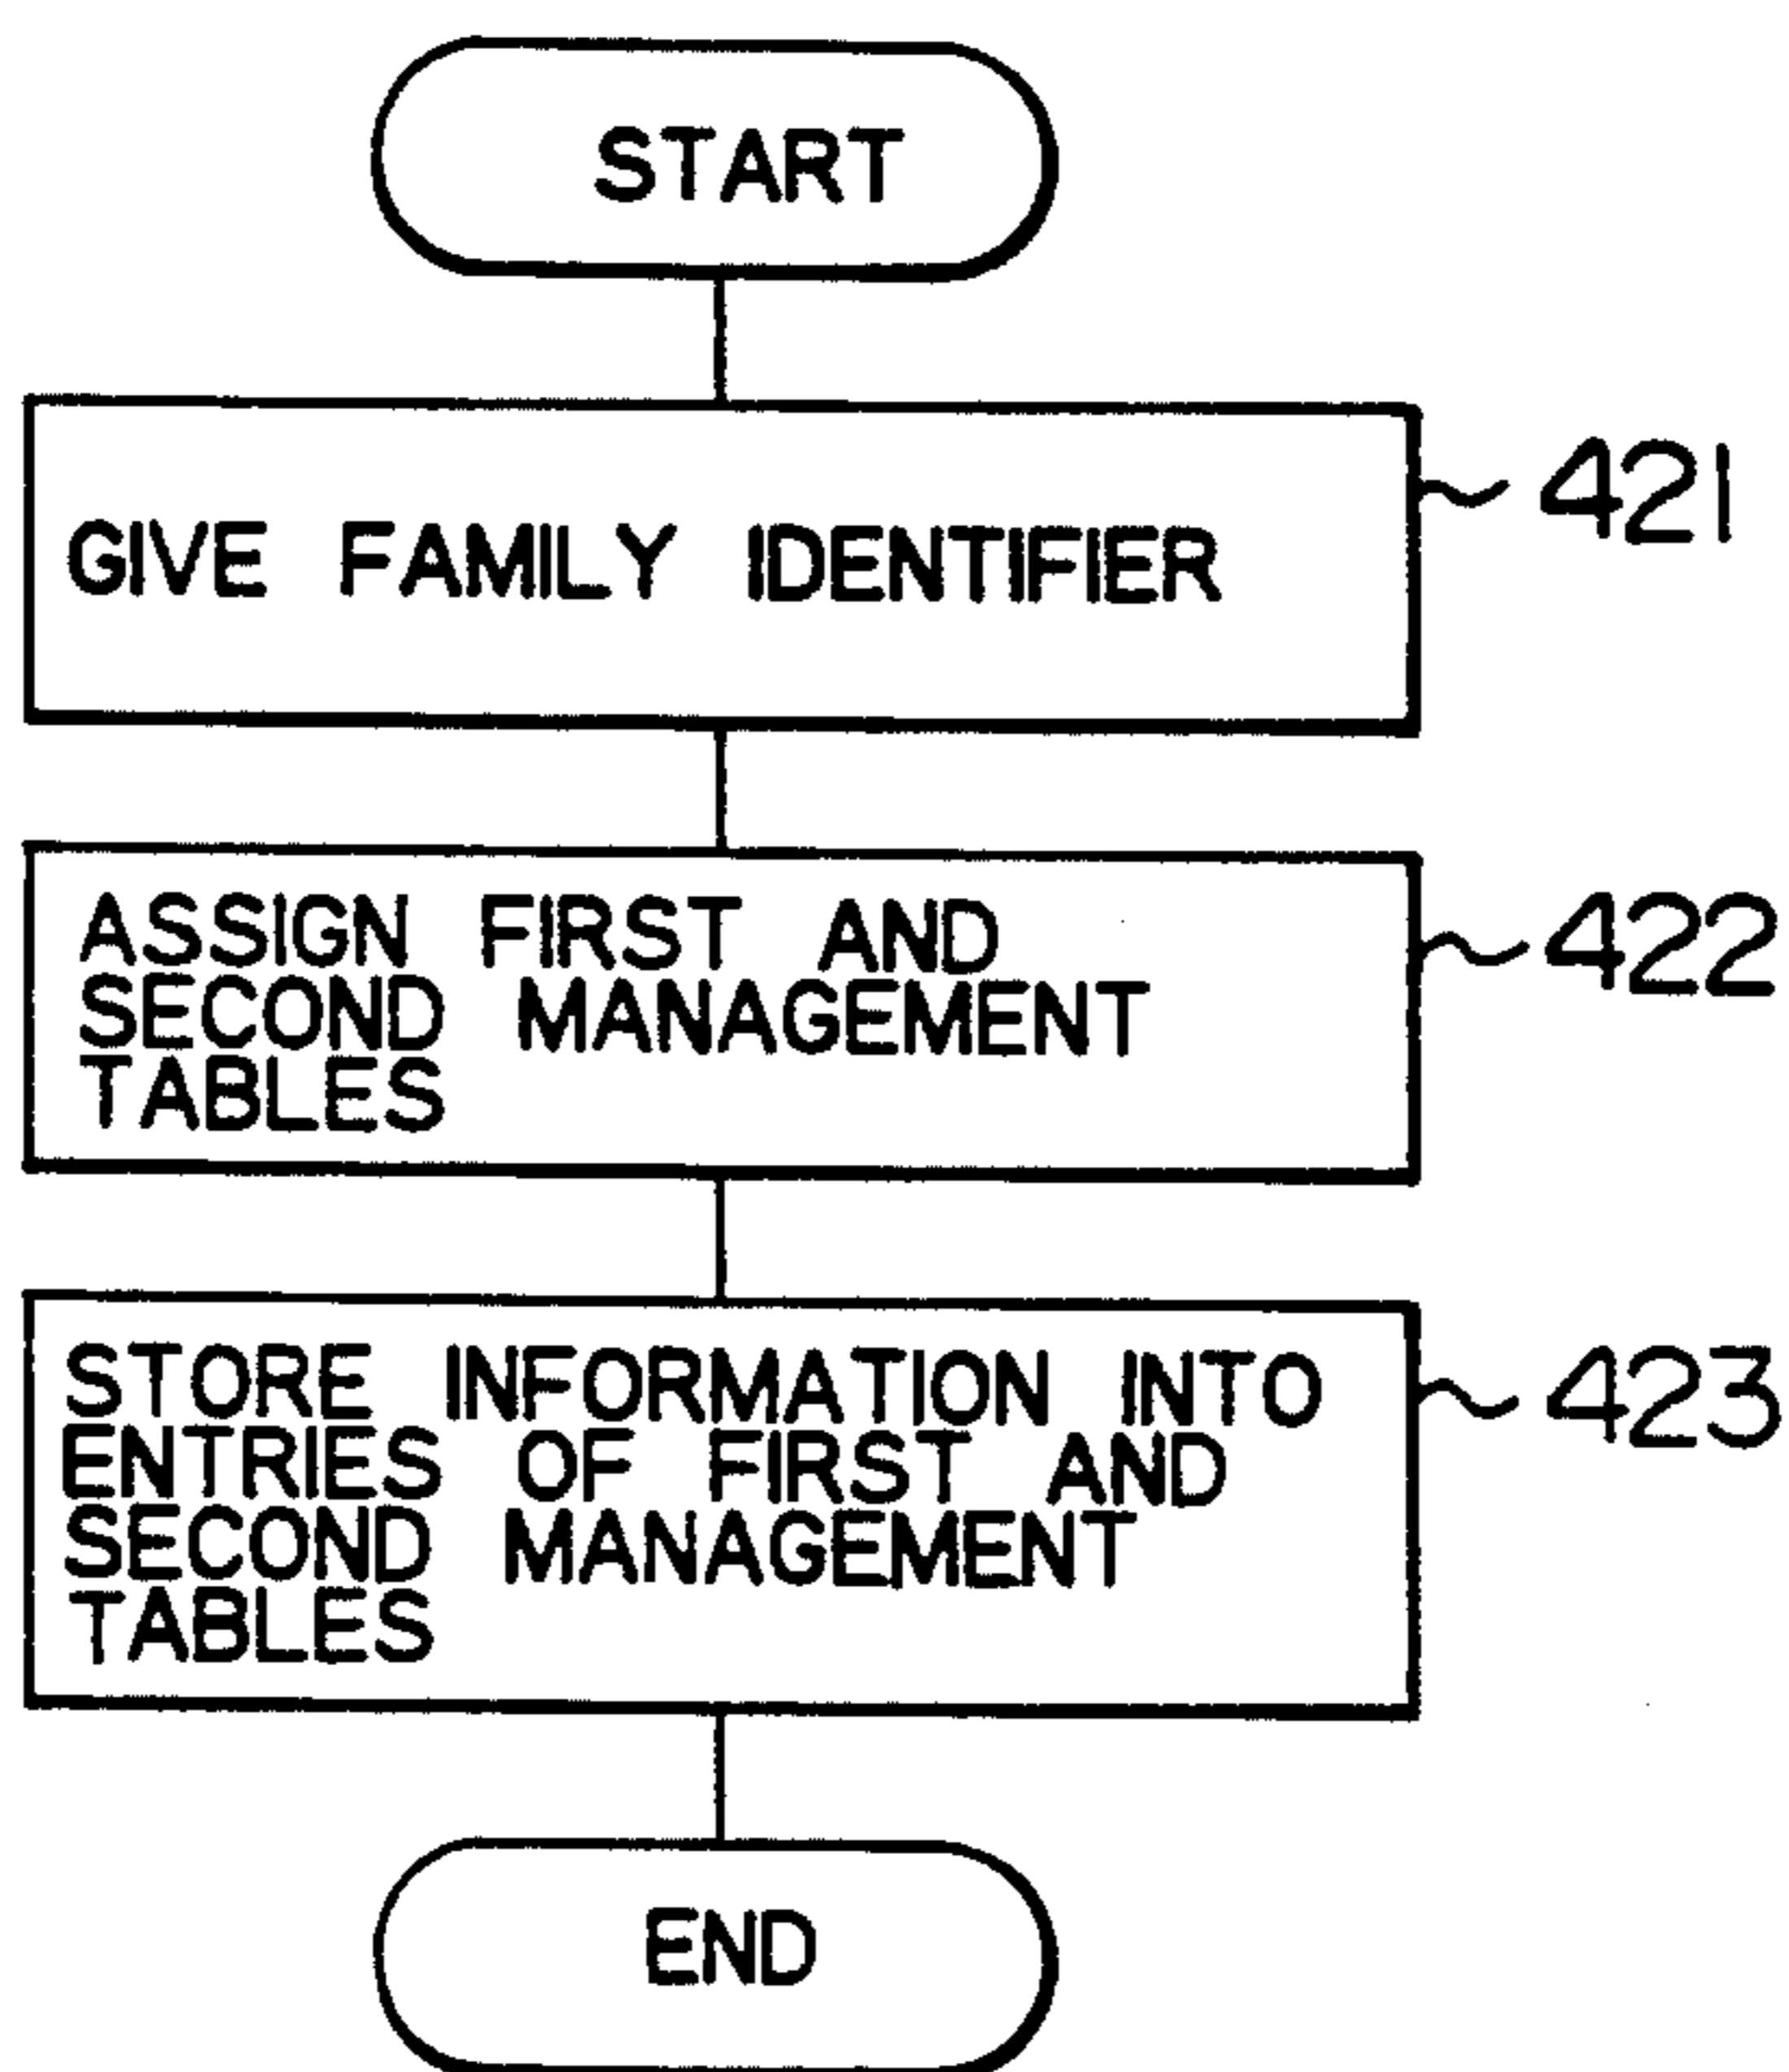 START
GIVE FAMILY IDENTIFIER
421
ASSIGN FIRST AND
SECOND MANAGEMENT
TABLES
422
STORE INFORMATION INTO
ENTRIES OF FIRST AND
SECOND MANAGEMENT
TABLES
423
END